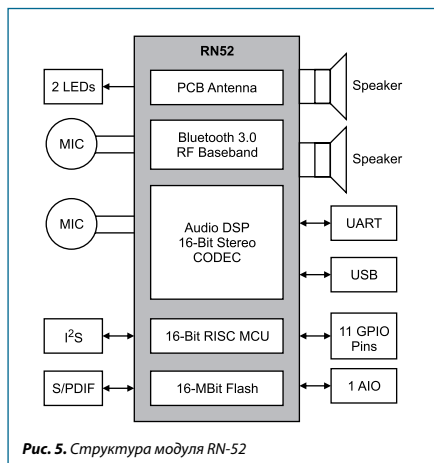 RN52
2 LEDs
PCB Antenna
Speaker
MIC
Bluetooth 3.0
RF Baseband
Speaker
MIC
Audio DSP
16-Bit Stereo
CODEC
UART
USB
I²S
16-Bit RISC MCU
11 GPIO
Pins
S/PDIF
16-MBit Flash
1 AIO
Рис. 5. Структура модуля RN-52